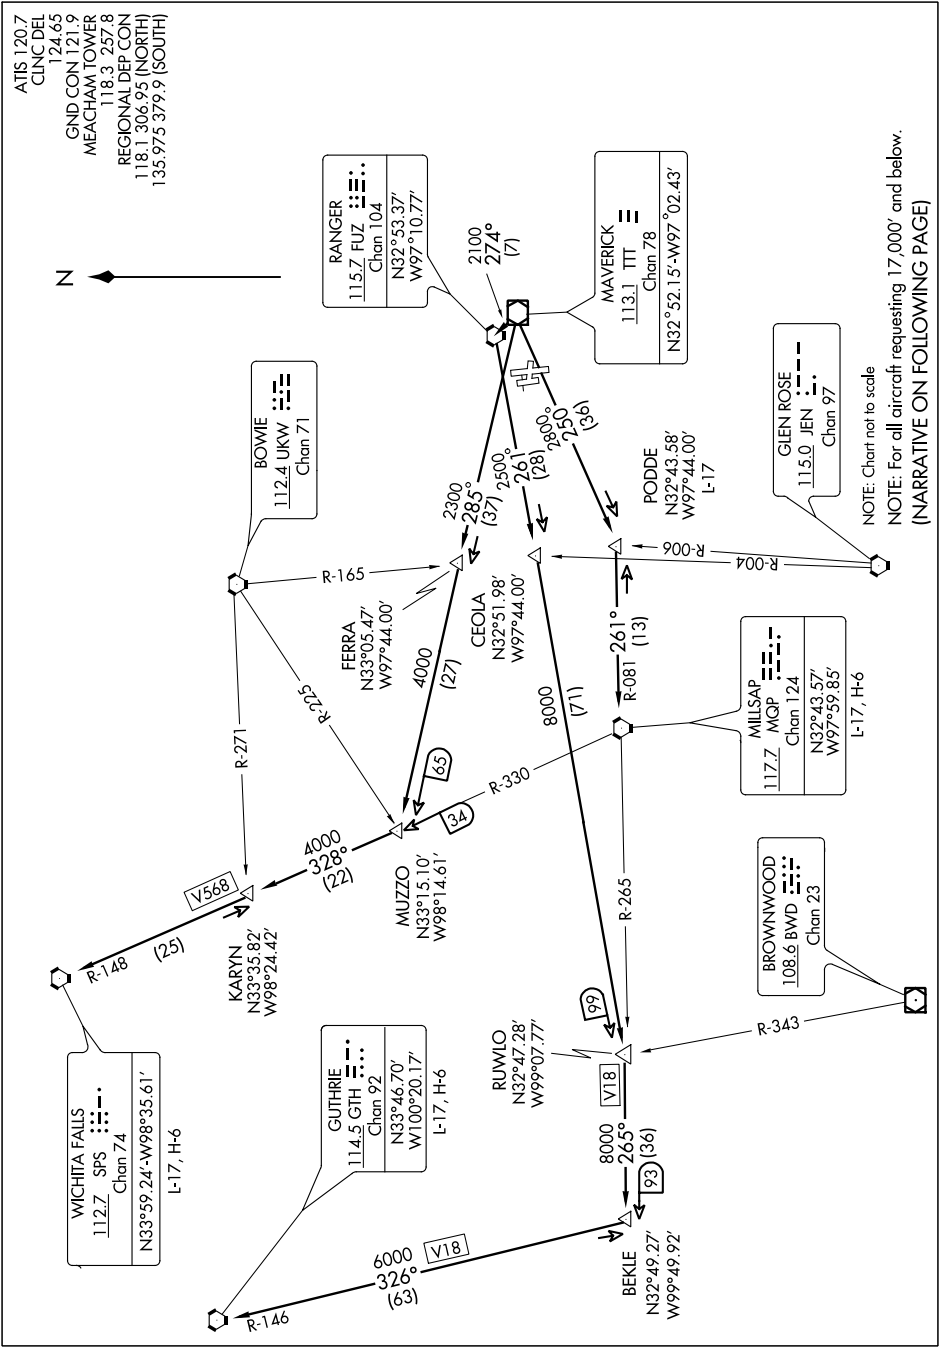 ATIS 120.7
CLNC DEL
124.65
GND CON 121.9
MEACHAM TOWER
118.3 257.8
REGIONAL DEP CON
118.1 306.95 (NORTH)
135.975 379.9 (SOUTH)
N
RANGER
115.7 FUZ
Chan 104
N32°53.37'
W97°10.77'
2100
274°
(7)
MAVERICK
113.1 TTT
Chan 78
N32°52.15'-W97°02.43'
BOWIE
112.4 UKW
Chan 71
GLEN ROSE
115.0 JEN
Chan 97
NOTE: Chart not to scale
NOTE: For all aircraft requesting 17,000' and below.
(NARRATIVE ON FOLLOWING PAGE)
2300
285°
(37)
2500
261°
(28)
2800
250°
(36)
PODDE
N32°43.58'
W97°44.00'
L-17
R-006
R-004
R-165
FERRA
N33°05.47'
W97°44.00'
CEOLA
N32°51.98'
W97°44.00'
261°
(13)
R-081
4000
(27)
8000
(71)
R-225
R-271
MILLSAP
117.7 MQP
Chan 124
N32°43.57'
W97°59.85'
L-17, H-6
65
34
R-330
4000
328°
(22)
MUZZO
N33°15.10'
W98°14.61'
V568
R-148
(25)
KARYN
N33°35.82'
W98°24.42'
R-265
BROWNWOOD
108.6 BWD
Chan 23
R-343
99
RUWLO
N32°47.28'
W99°07.77'
V18
8000
265°
(36)
93
WICHITA FALLS
112.7 SPS
Chan 74
N33°59.24'-W98°35.61'
L-17, H-6
GUTHRIE
114.5 GTH
Chan 92
N33°46.70'
W100°20.17'
L-17, H-6
BEKLE
N32°49.27'
W99°49.92'
6000
V18
326°
(63)
R-146